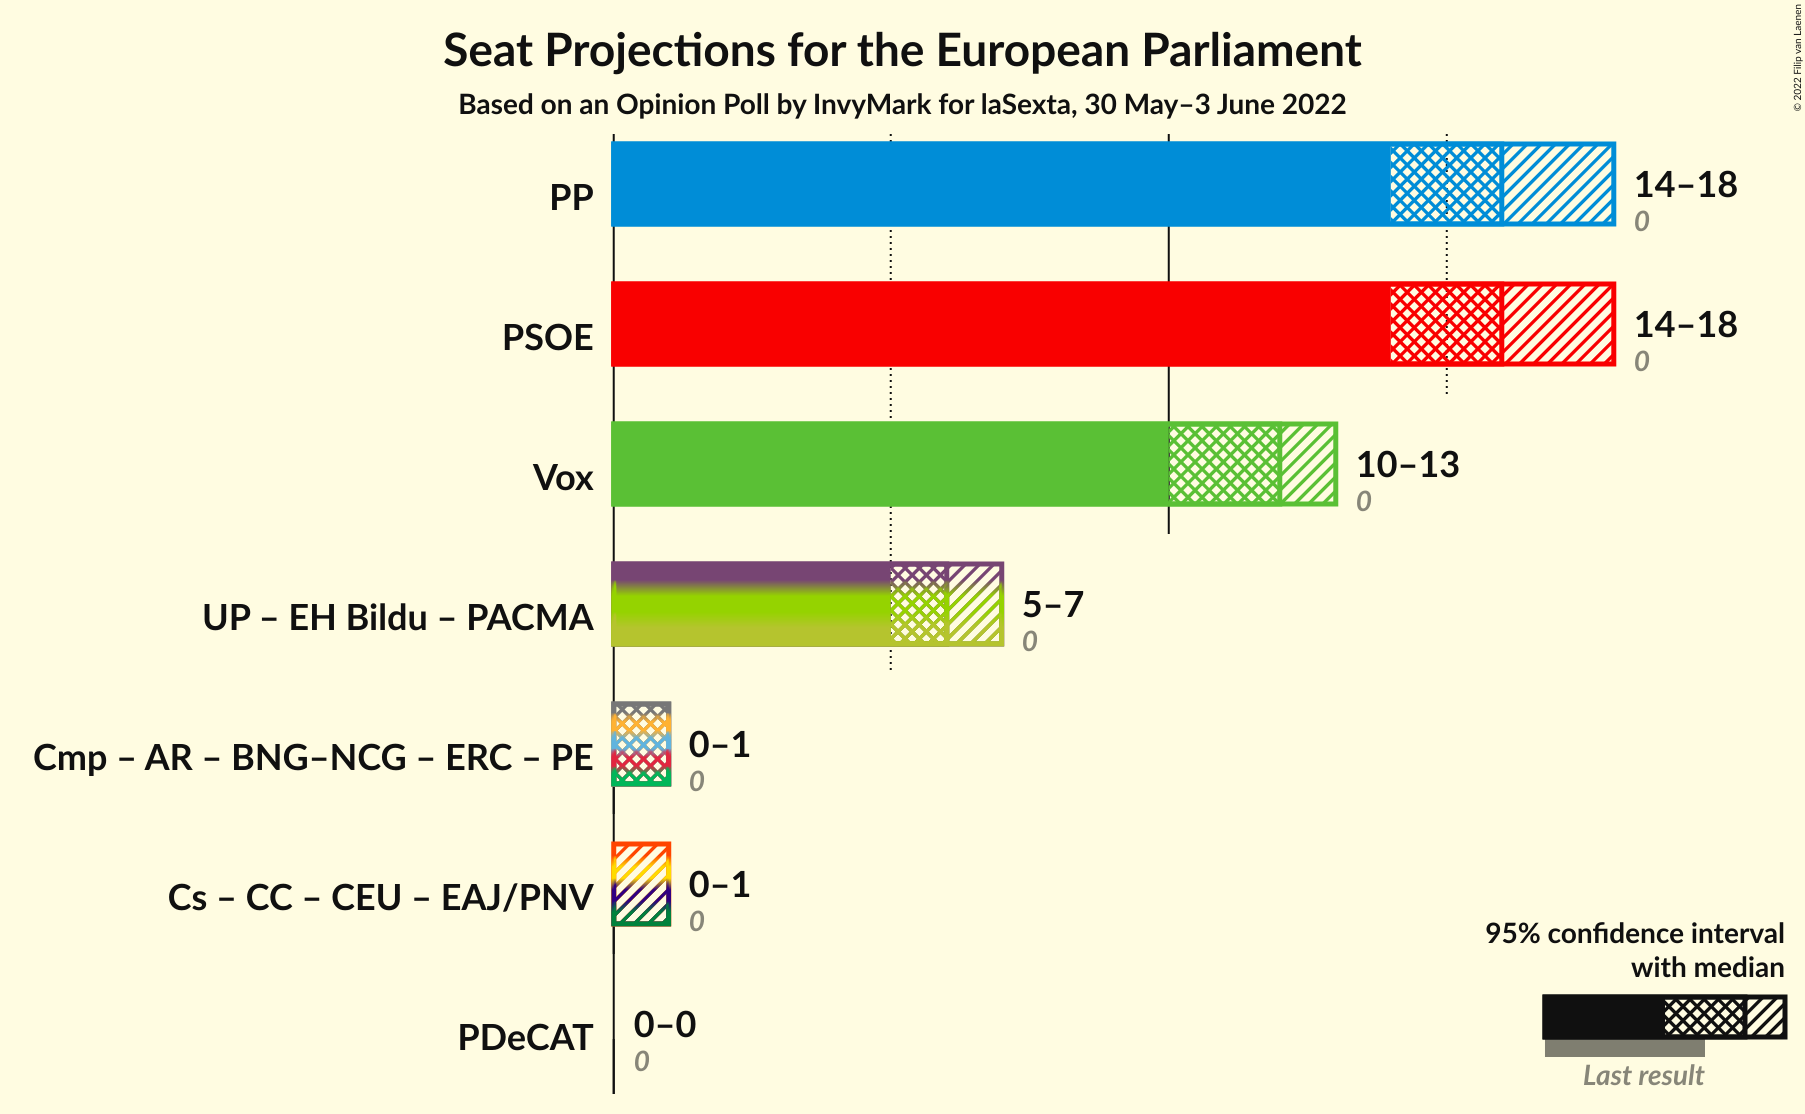 Seat Projections for the European Parliament
Based on an Opinion Poll by InvyMark for laSexta, 30 May–3 June 2022
© 2022 Filip van Laenen
PP
14–18
0
PSOE
14–18
0
Vox
10–13
0
UP – EH Bildu – PACMA
5–7
0
Cmp – AR – BNG–NCG – ERC – PE
0–1
0
Cs – CC – CEU – EAJ/PNV
0–1
0
PDeCAT
0–0
0
95% confidence interval
with median
Last result